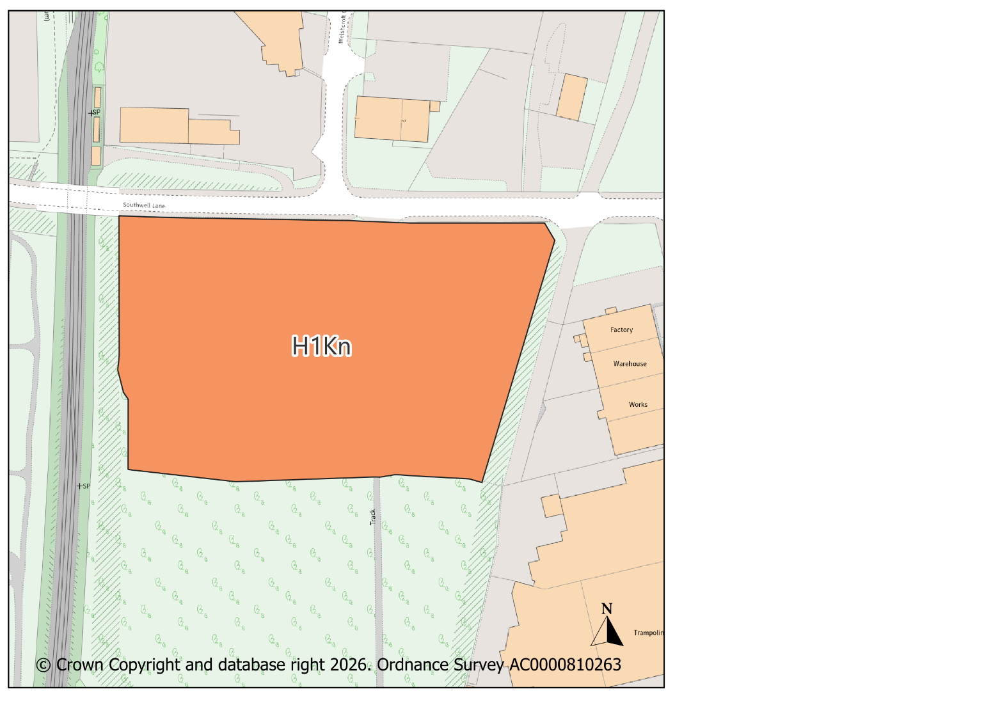 Welshcroft
SP
Southwell Lane
H1Kn
Factory
Warehouse
Works
SP
Track
N
Trampolin
© Crown Copyright and database right 2026. Ordnance Survey AC0000810263